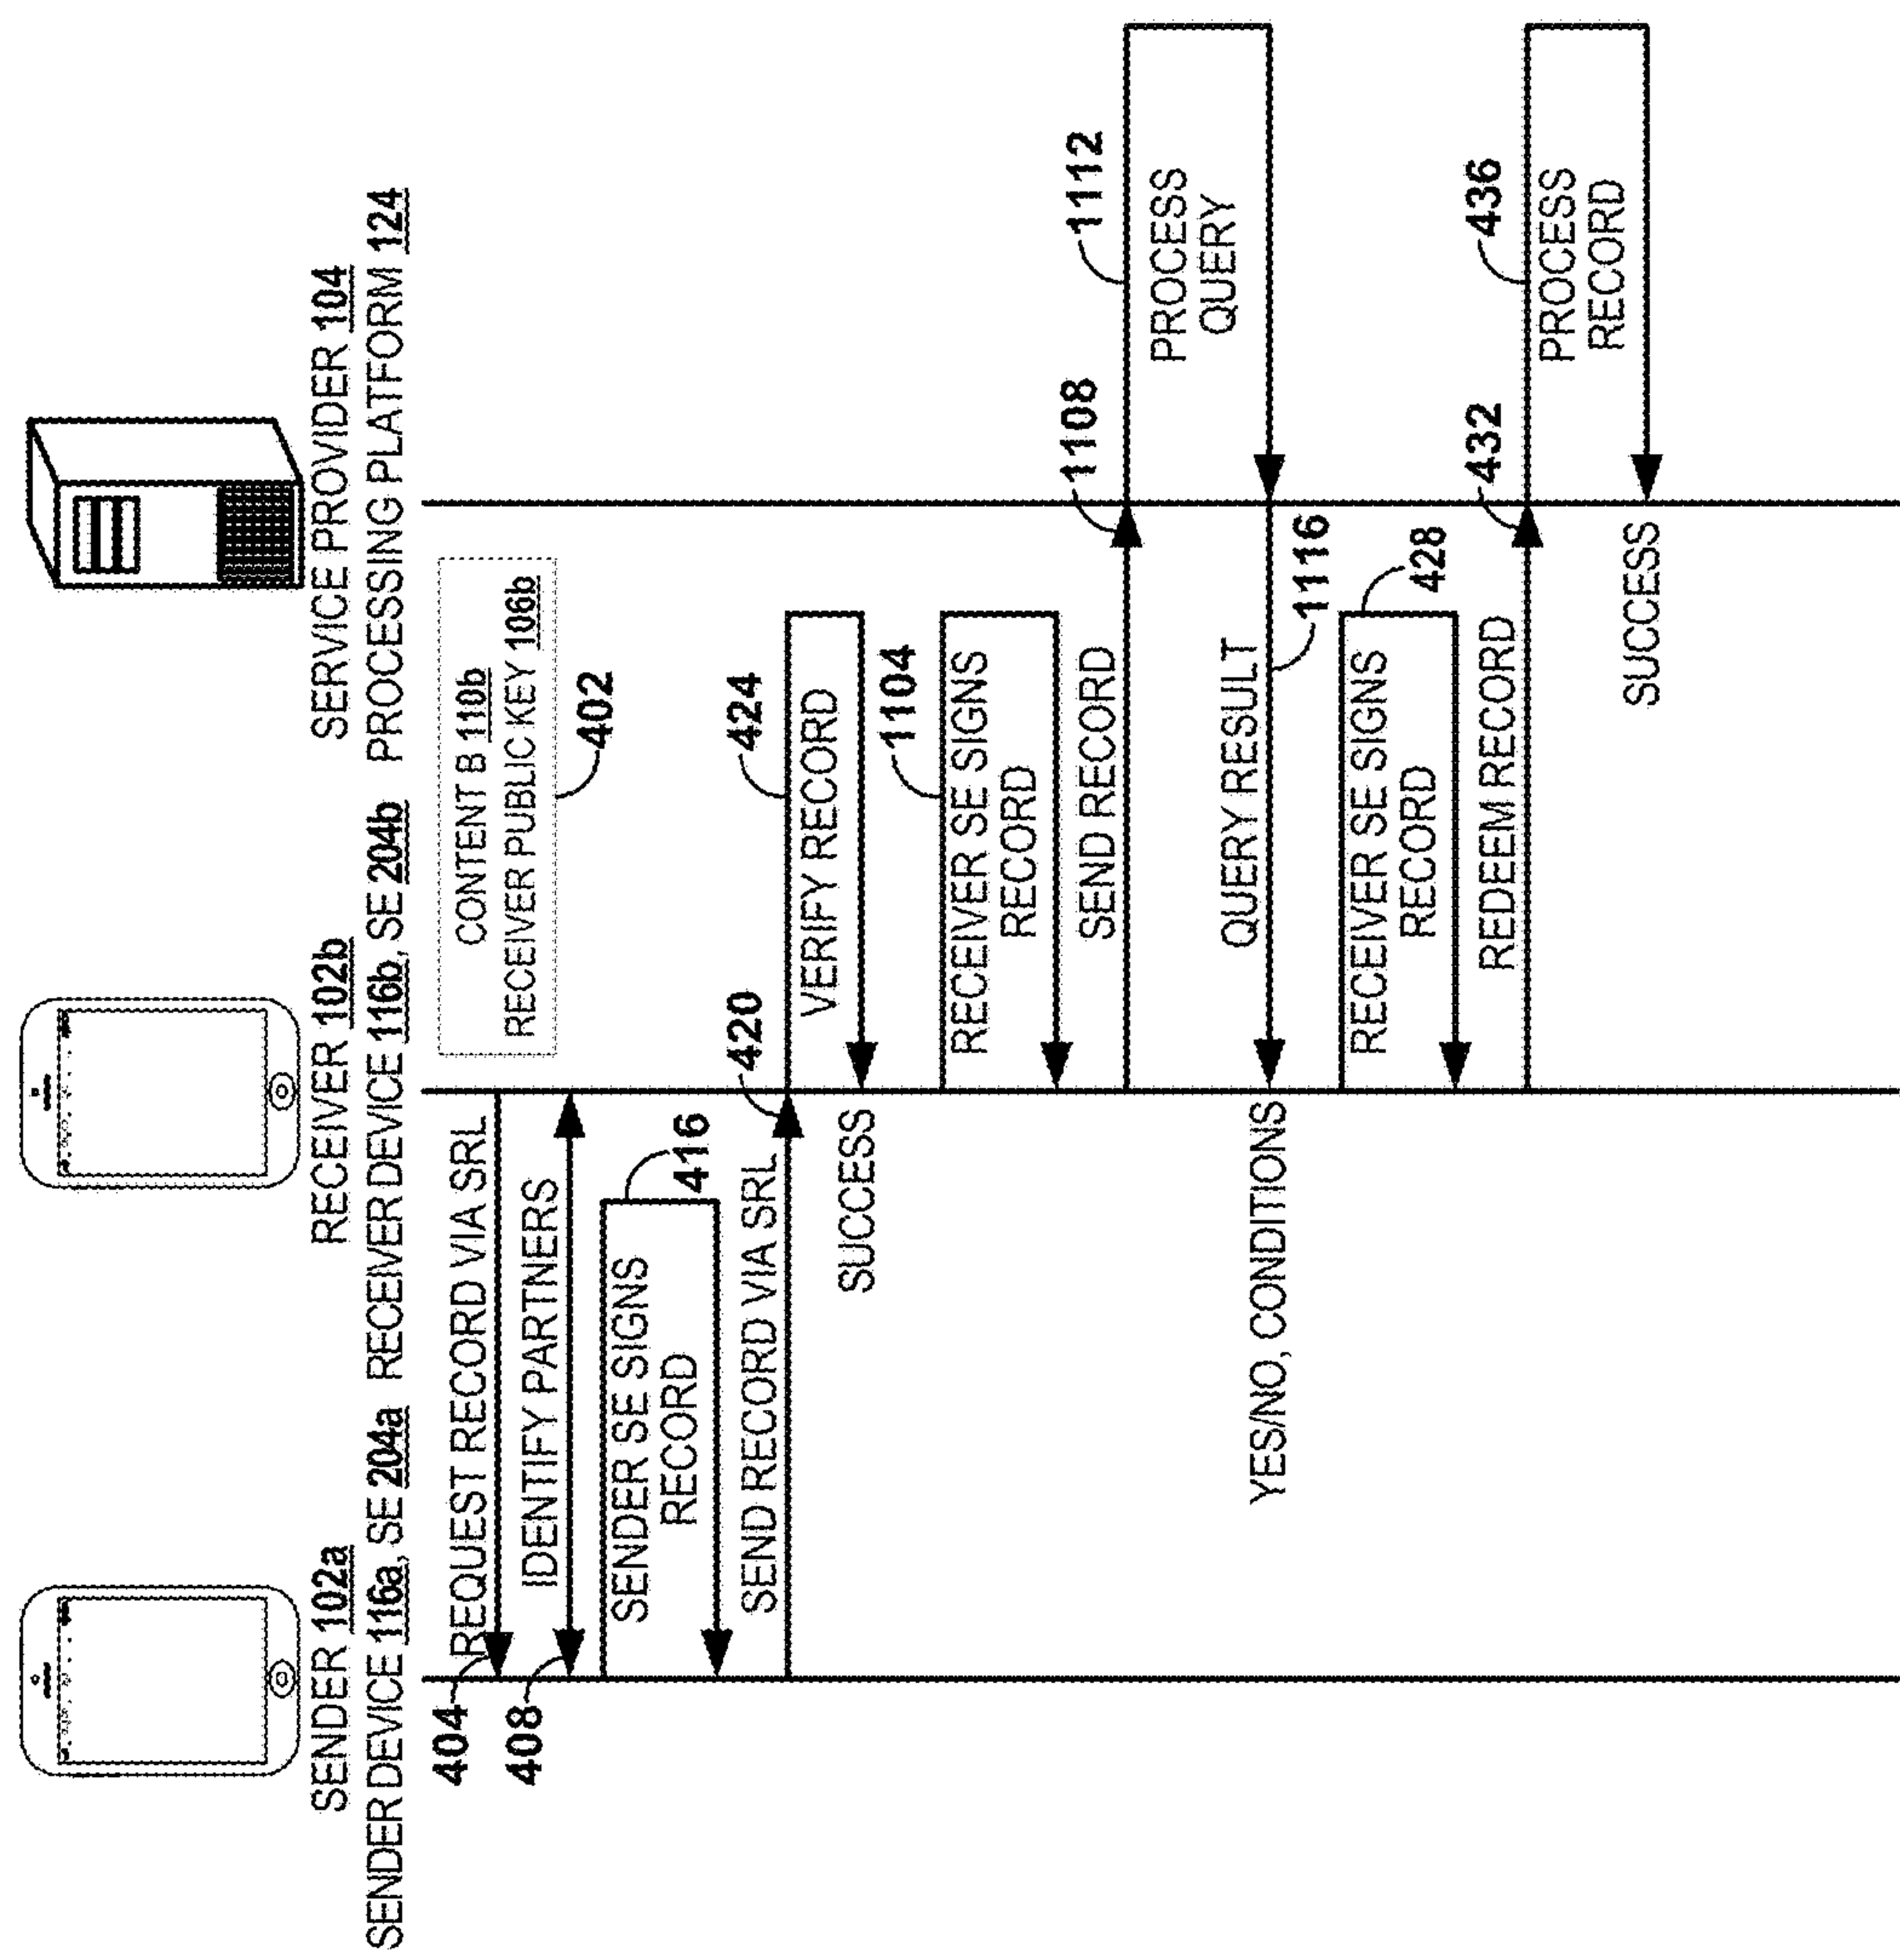 SENDER 102a
SENDER DEVICE 116a, SE 204a
RECEIVER 102b
RECEIVER DEVICE 116b, SE 204b
SERVICE PROVIDER 104
PROCESSING PLATFORM 124
CONTENT B 110b
RECEIVER PUBLIC KEY 106b
402
404
REQUEST RECORD VIA SRL
408
IDENTIFY PARTNERS
SENDER SE SIGNS
RECORD
416
SEND RECORD VIA SRL
420
424
VERIFY RECORD
SUCCESS
1104
RECEIVER SE SIGNS
RECORD
SEND RECORD
1108
1112
PROCESS
QUERY
QUERY RESULT
1116
YES/NO, CONDITIONS
RECEIVER SE SIGNS
RECORD
428
REDEEM RECORD
432
436
PROCESS
RECORD
SUCCESS